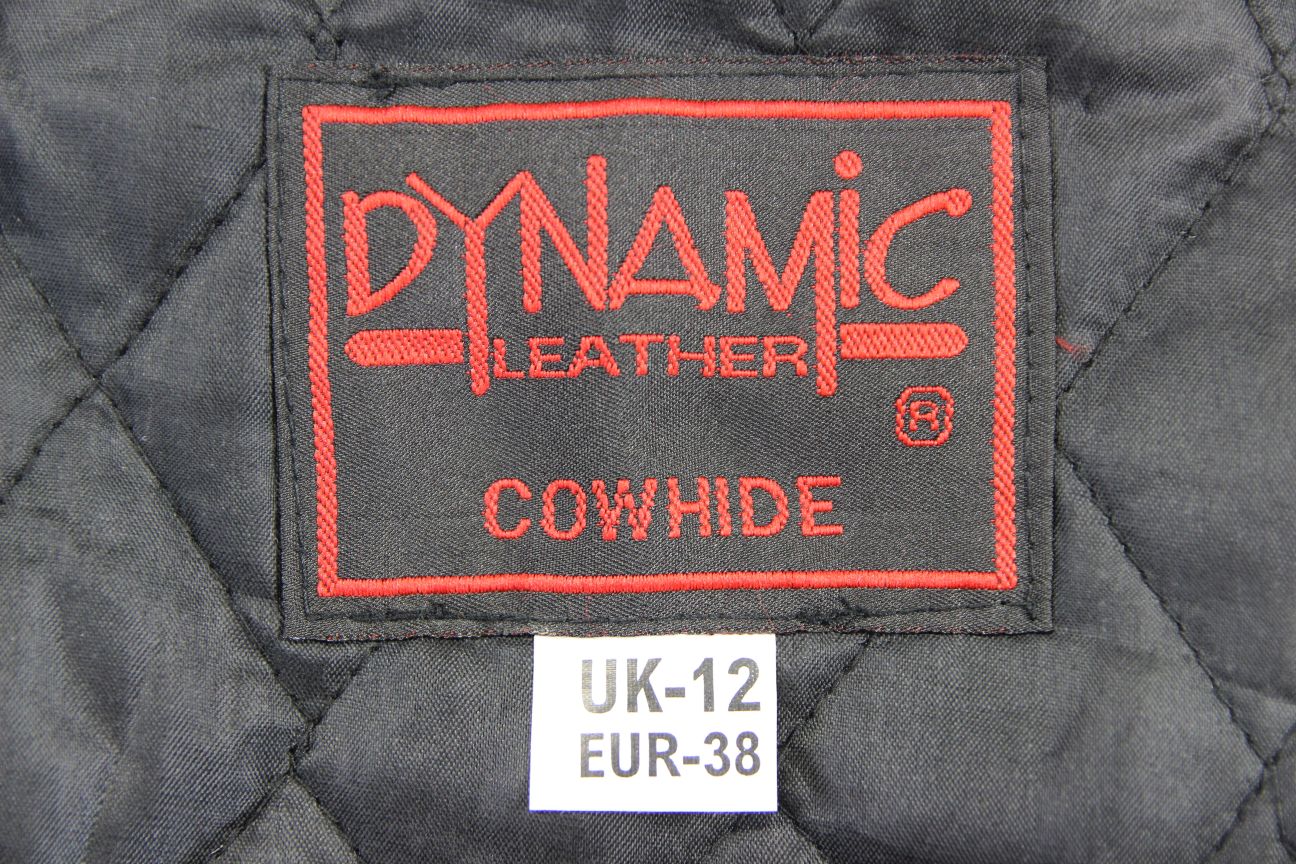 DYNAMiC
LEATHER
®
COWHIDE
UK-12
EUR-38